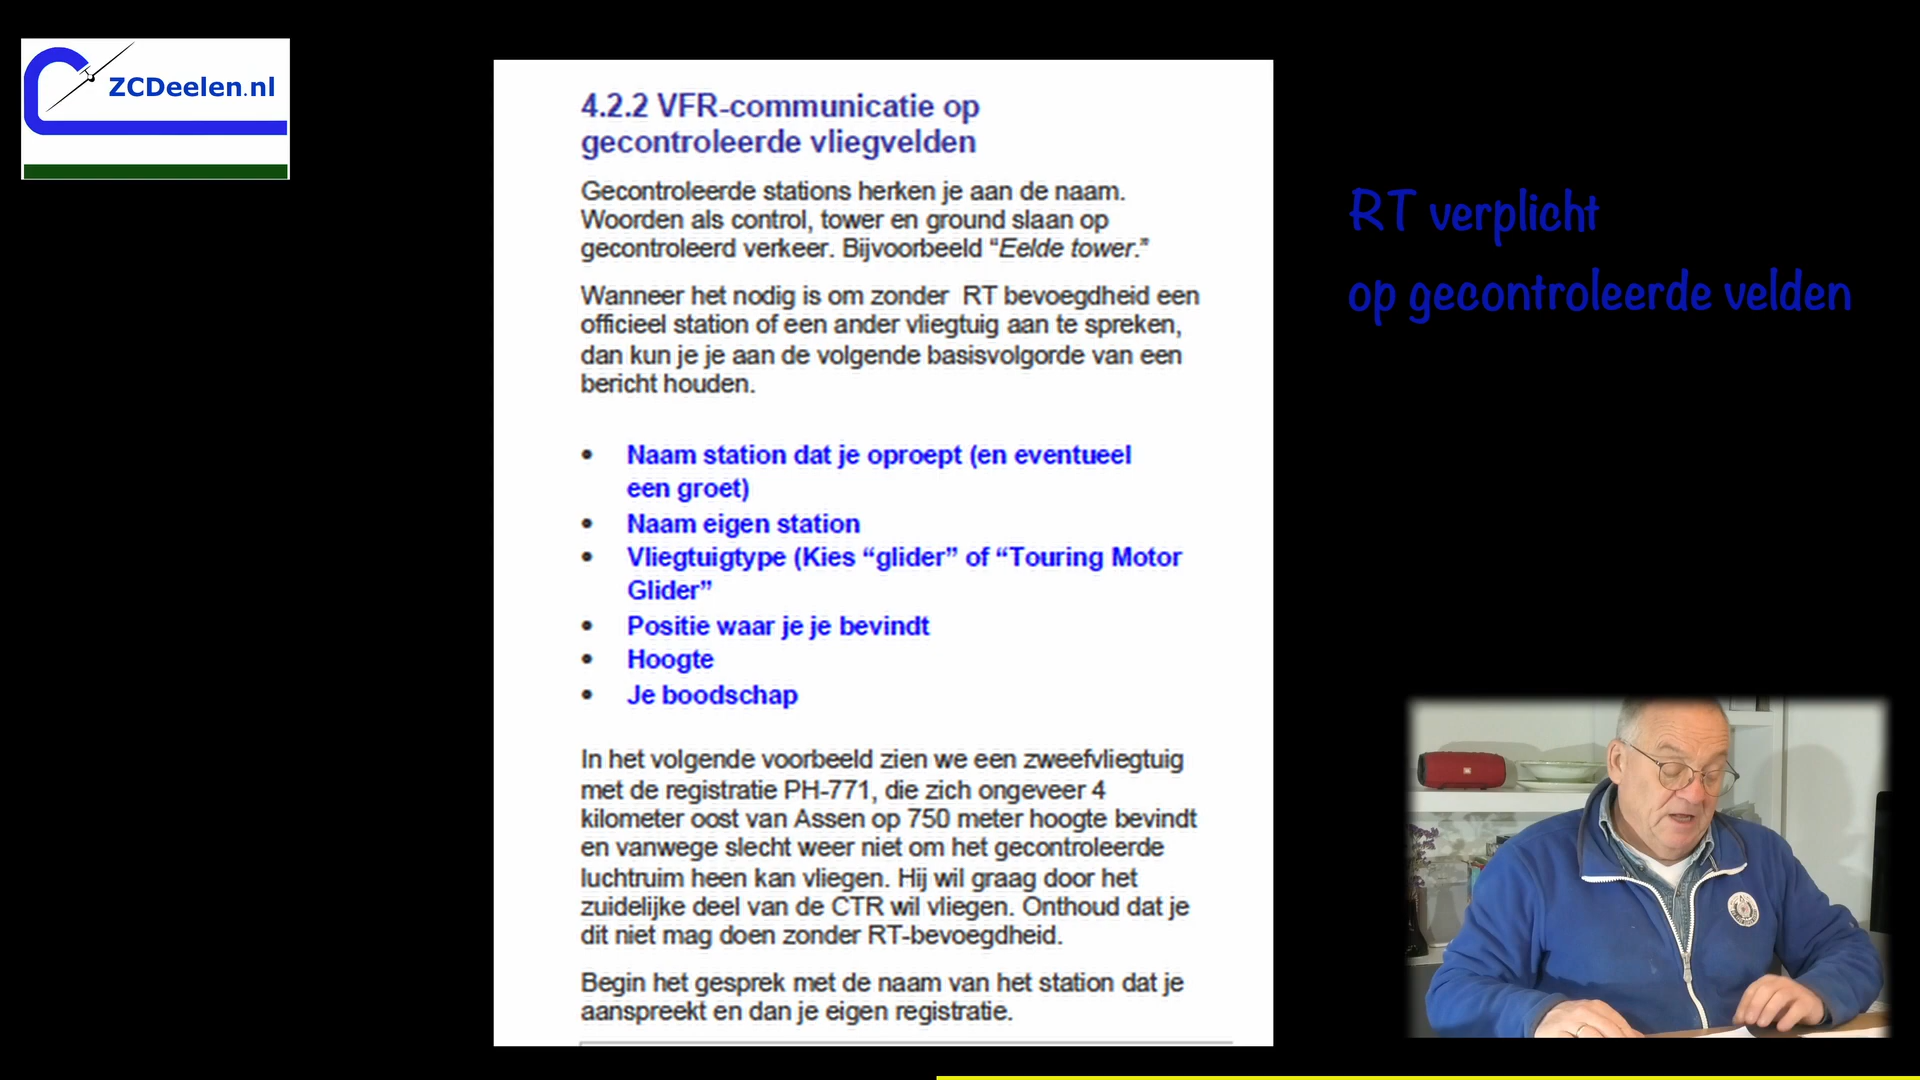 ZCDeelen.nl
4.2.2 VFR-communicatie op
gecontroleerde vliegvelden
Gecontroleerde stations herken je aan de naam.
Woorden als control, tower en ground slaan op
gecontroleerd verkeer. Bijvoorbeeld “Eelde tower.”
Wanneer het nodig is om zonder  RT bevoegdheid een
officieel station of een ander vliegtuig aan te spreken,
dan kun je je aan de volgende basisvolgorde van een
bericht houden.
• Naam station dat je oproept (en eventueel
een groet)
• Naam eigen station
• Vliegtuigtype (Kies “glider” of “Touring Motor
Glider”
• Positie waar je je bevindt
• Hoogte
• Je boodschap
In het volgende voorbeeld zien we een zweefvliegtuig
met de registratie PH-771, die zich ongeveer 4
kilometer oost van Assen op 750 meter hoogte bevindt
en vanwege slecht weer niet om het gecontroleerde
luchtruim heen kan vliegen. Hij wil graag door het
zuidelijke deel van de CTR wil vliegen. Onthoud dat je
dit niet mag doen zonder RT-bevoegdheid.
Begin het gesprek met de naam van het station dat je
aanspreekt en dan je eigen registratie.
RT verplicht
op gecontroleerde velden